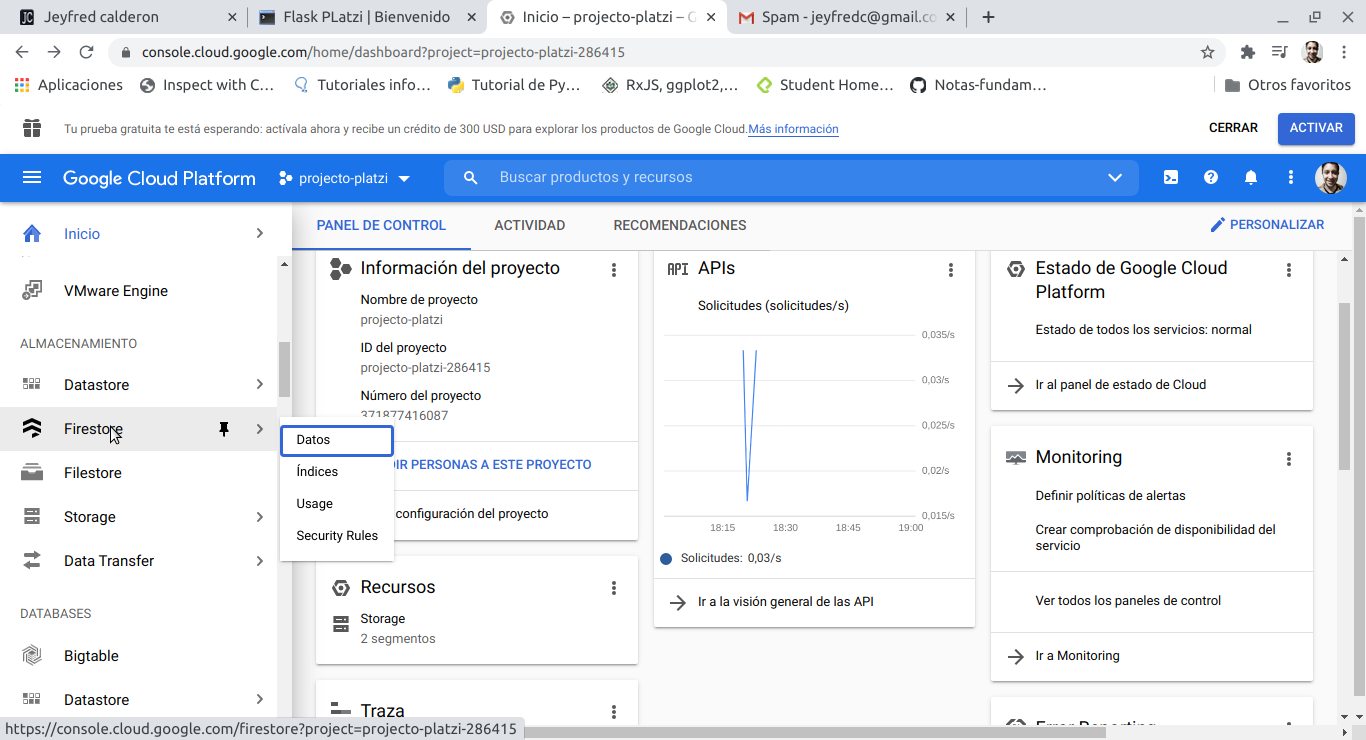 Jeyfred calderon
Flask PLatzi | Bienvenido
Inicio – projecto-platzi – G
Spam - jeyfredc@gmail.co
console.cloud.google.com/home/dashboard?project=projecto-platzi-286415
Aplicaciones
Inspect with C...
Tutoriales info...
Tutorial de Py...
RxJS, ggplot2,...
Student Home...
Notas-fundam...
Otros favoritos
Tu prueba gratuita te está esperando: actívala ahora y recibe un crédito de 300 USD para explorar los productos de Google Cloud. Más información
CERRAR
ACTIVAR
Google Cloud Platform
projecto-platzi
Buscar productos y recursos
Inicio
VMware Engine
ALMACENAMIENTO
Datastore
Firestore
Filestore
Storage
Data Transfer
DATABASES
Bigtable
Datastore
Datos
Índices
Usage
Security Rules
PANEL DE CONTROL
ACTIVIDAD
RECOMENDACIONES
PERSONALIZAR
Información del proyecto
Nombre de proyecto
projecto-platzi
ID del proyecto
projecto-platzi-286415
Número del proyecto
371877416087
DIR PERSONAS A ESTE PROYECTO
configuración del proyecto
Recursos
Storage
2 segmentos
Traza
API APIs
Solicitudes (solicitudes/s)
0,035/s
0,03/s
0,025/s
0,02/s
0,015/s
18:15
18:30
18:45
19:00
Solicitudes: 0,03/s
Ir a la visión general de las API
Estado de Google Cloud
Platform
Estado de todos los servicios: normal
Ir al panel de estado de Cloud
Monitoring
Definir políticas de alertas
Crear comprobación de disponibilidad del
servicio
Ver todos los paneles de control
Ir a Monitoring
Error Reporting
https://console.cloud.google.com/firestore?project=projecto-platzi-286415